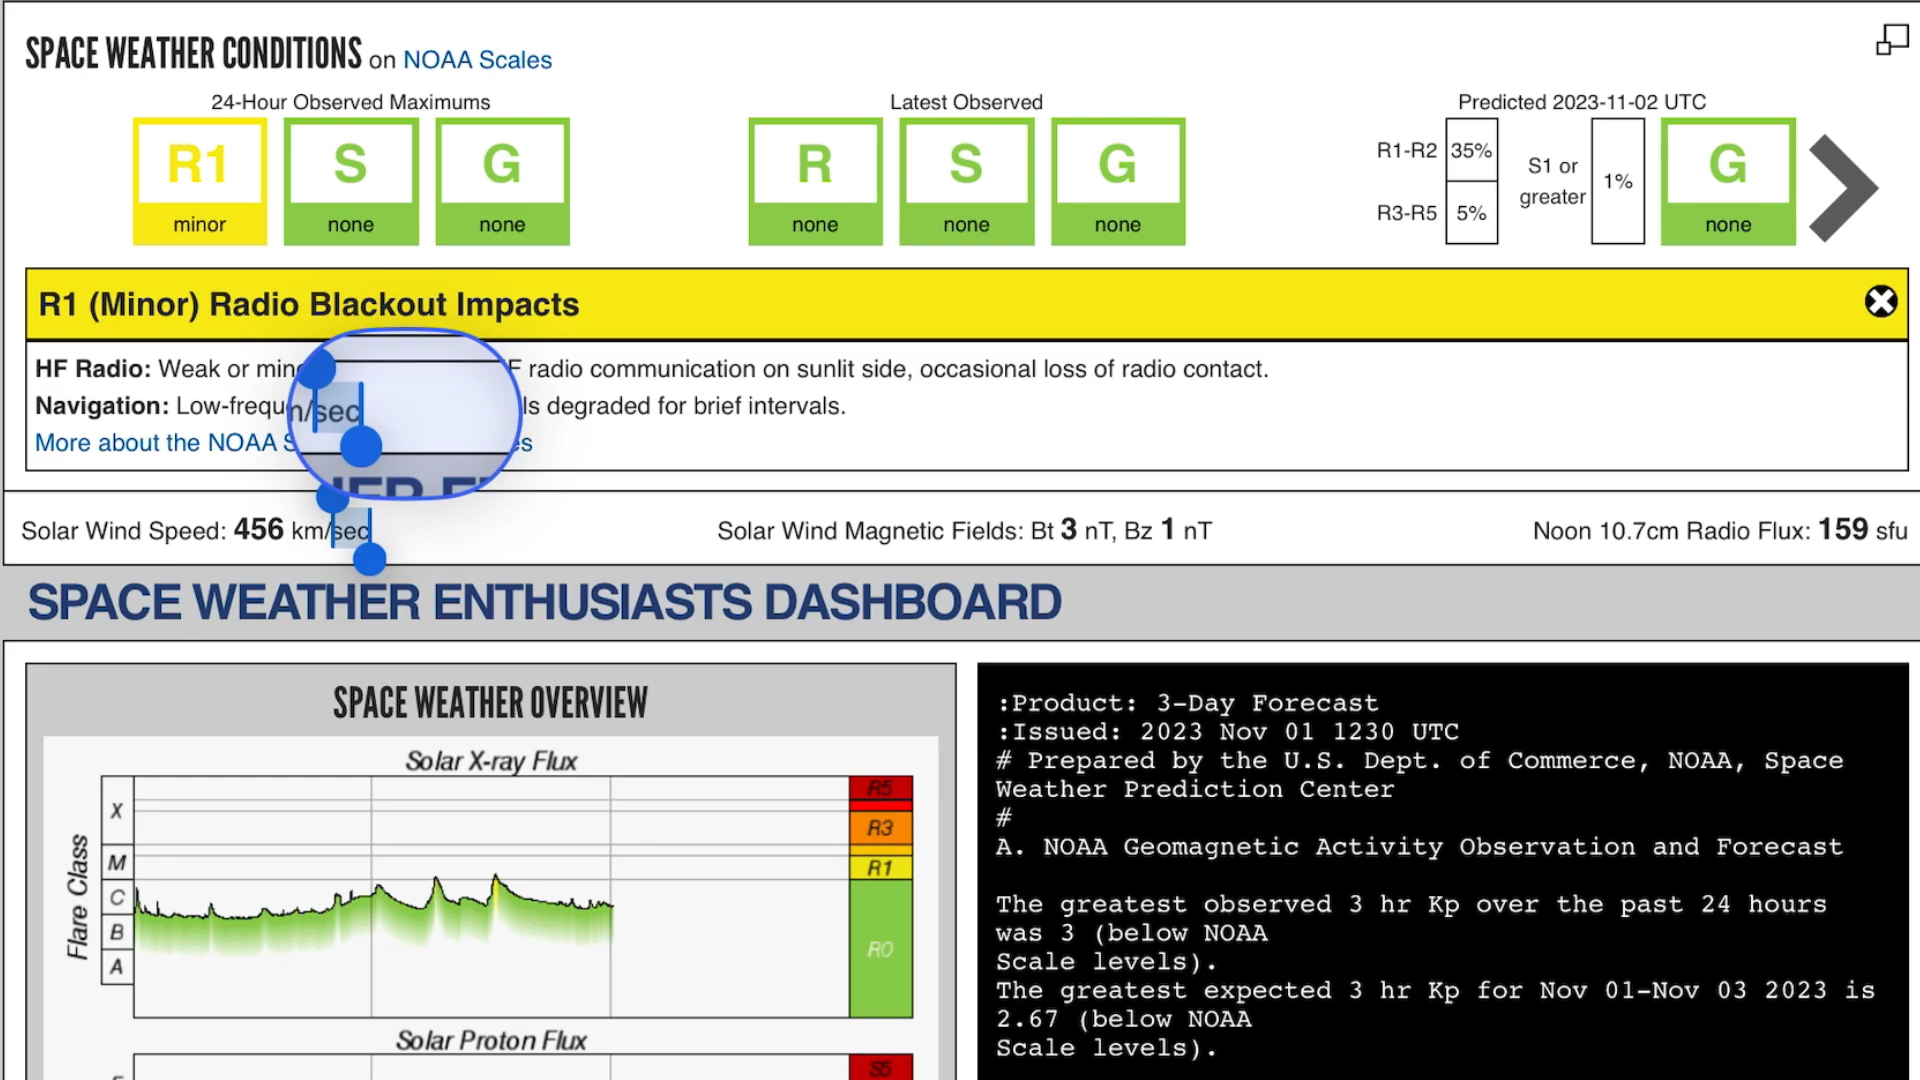 SPACE WEATHER CONDITIONS on NOAA Scales
24-Hour Observed Maximums
R1 S G
minor none none
Latest Observed
R S G
none none none
Predicted 2023-11-02 UTC
R1-R2 35%
R3-R5 5%
S1 or
greater
1%
G
none
R1 (Minor) Radio Blackout Impacts
HF Radio: Weak or radio communication on sunlit side, occasional loss of radio contact.
Navigation: degraded for brief intervals.
More about the NOAA
/sec
Solar Wind Speed: 456 km/sec
Solar Wind Magnetic Fields: Bt 3 nT, Bz 1 nT
Noon 10.7cm Radio Flux: 159 sfu
SPACE WEATHER ENTHUSIASTS DASHBOARD
SPACE WEATHER OVERVIEW
Solar X-ray Flux
Flare Class
X
M
C
B
A
R5
R3
R1
R0
Solar Proton Flux
S5
:Product: 3-Day Forecast
:Issued: 2023 Nov 01 1230 UTC
# Prepared by the U.S. Dept. of Commerce, NOAA, Space
Weather Prediction Center
#
A. NOAA Geomagnetic Activity Observation and Forecast
The greatest observed 3 hr Kp over the past 24 hours
was 3 (below NOAA
Scale levels).
The greatest expected 3 hr Kp for Nov 01-Nov 03 2023 is
2.67 (below NOAA
Scale levels).